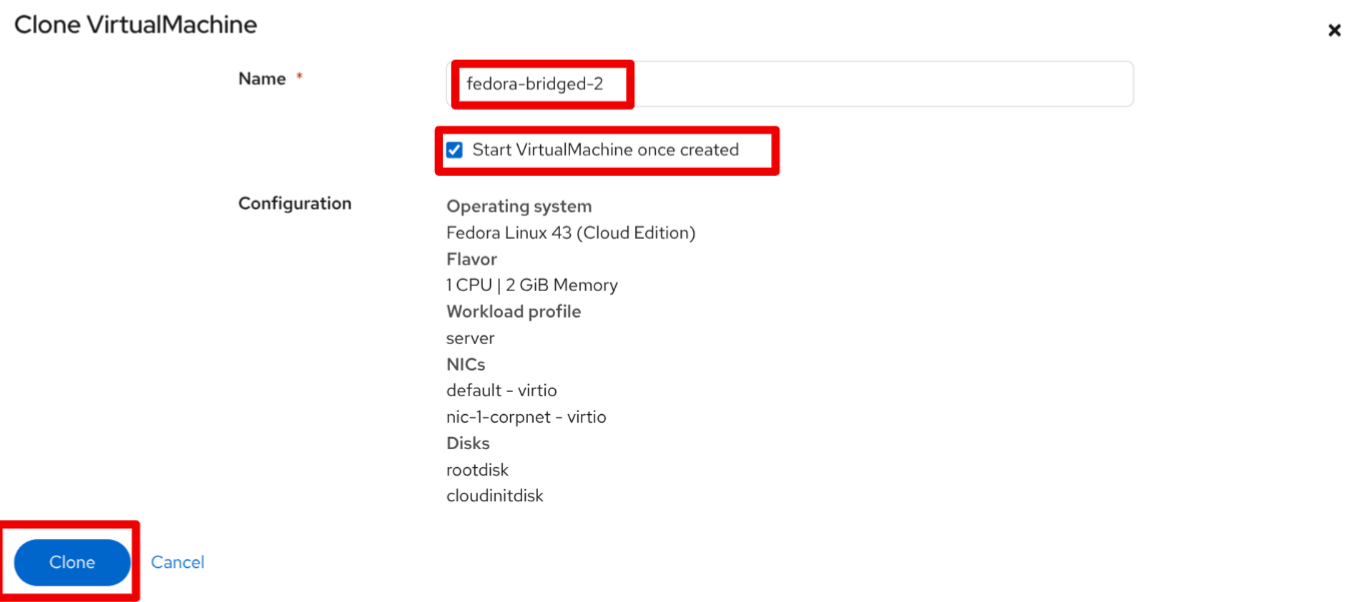 Clone VirtualMachine
Name *
fedora-bridged-2
Start VirtualMachine once created
Configuration
Operating system
Fedora Linux 43 (Cloud Edition)
Flavor
1 CPU | 2 GiB Memory
Workload profile
server
NICs
default - virtio
nic-1-corpnet - virtio
Disks
rootdisk
cloudinitdisk
Clone
Cancel